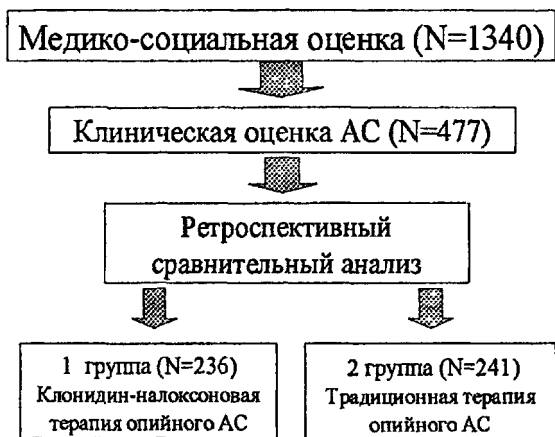 Медико-социальная оценка (N=1340)
Клиническая оценка АС (N=477)
Ретроспективный
сравнительный анализ
1 группа (N=236)
Клонидин-налоксоновая
терапия опийного АС
2 группа (N=241)
Традиционная терапия
опийного АС